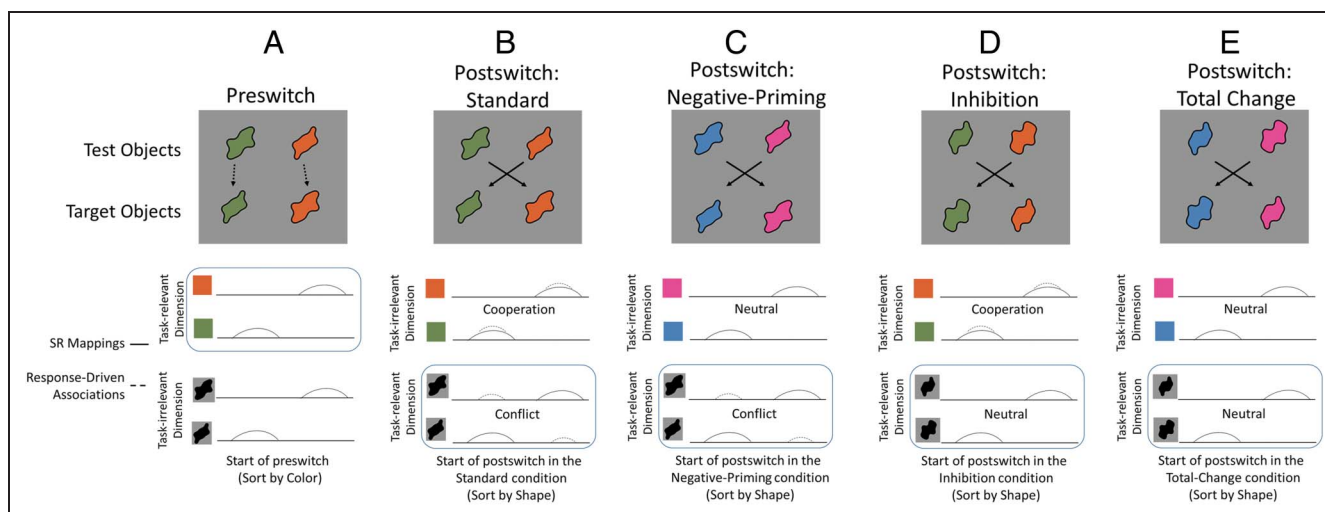 A
Preswitch
B
Postswitch:
Standard
C
Postswitch:
Negative-Priming
D
Postswitch:
Inhibition
E
Postswitch:
Total Change
Test Objects
Target Objects
SR Mappings
Response-Driven
Associations
Task-relevant
Dimension
Task-irrelevant
Dimension
Start of preswitch
(Sort by Color)
Task-irrelevant
Dimension
Cooperation
Task-relevant
Dimension
Conflict
Start of postswitch in the
Standard condition
(Sort by Shape)
Task-irrelevant
Dimension
Neutral
Task-relevant
Dimension
Conflict
Start of postswitch in the
Negative-Priming condition
(Sort by Shape)
Task-irrelevant
Dimension
Cooperation
Task-relevant
Dimension
Neutral
Start of postswitch in the
Inhibition condition
(Sort by Shape)
Task-irrelevant
Dimension
Neutral
Task-relevant
Dimension
Neutral
Start of postswitch in the
Total-Change condition
(Sort by Shape)